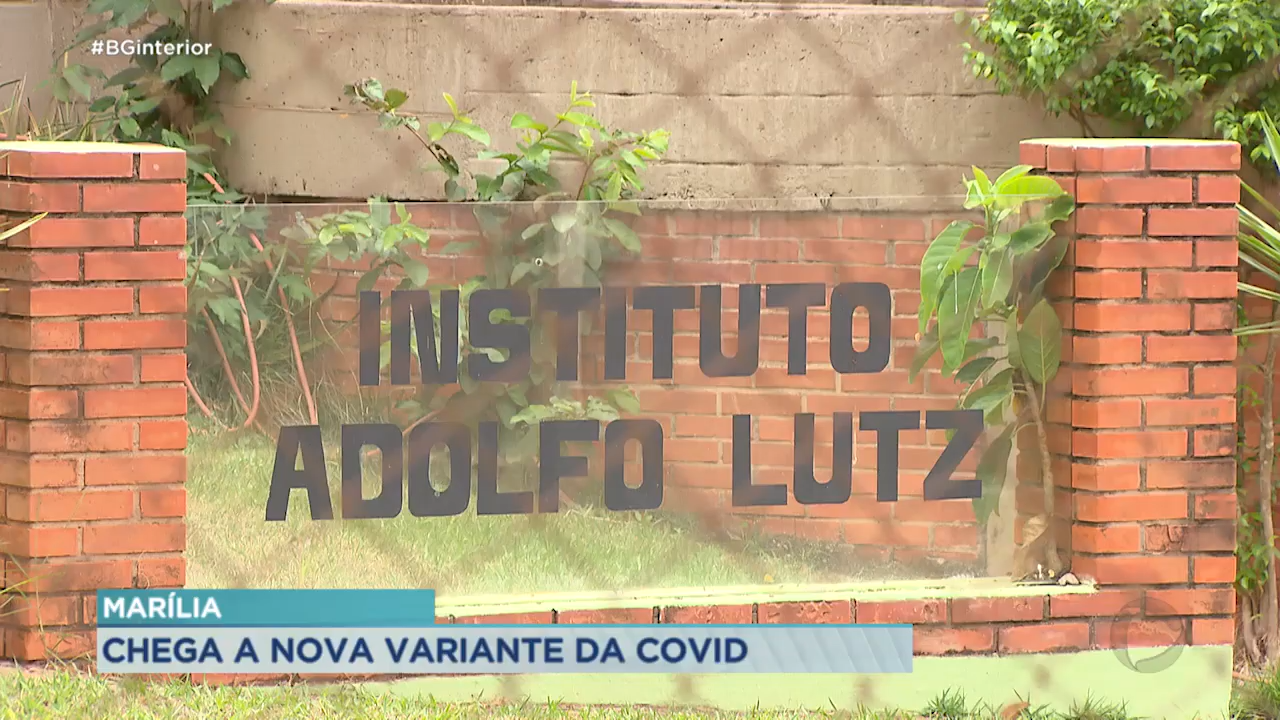 #BGinterior
INSTITUTO
ADOLFO LUTZ
MARÍLIA
CHEGA A NOVA VARIANTE DA COVID